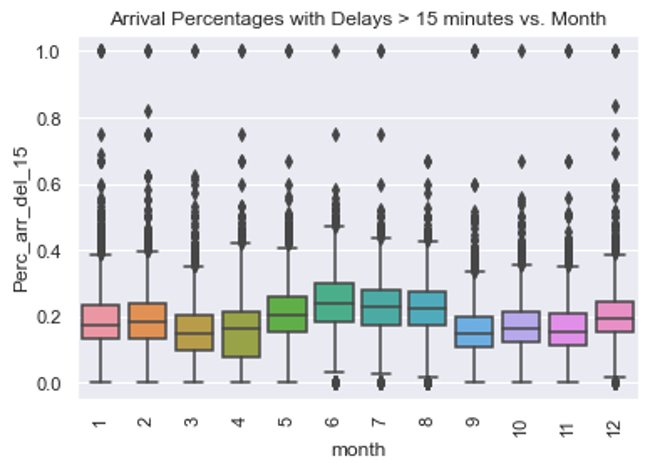 Arrival Percentages with Delays > 15 minutes vs. Month
Perc_arr_del_15
1.0
0.8
0.6
0.4
0.2
0.0
1 2 3 4 5 6 7 8 9 10 11 12
month